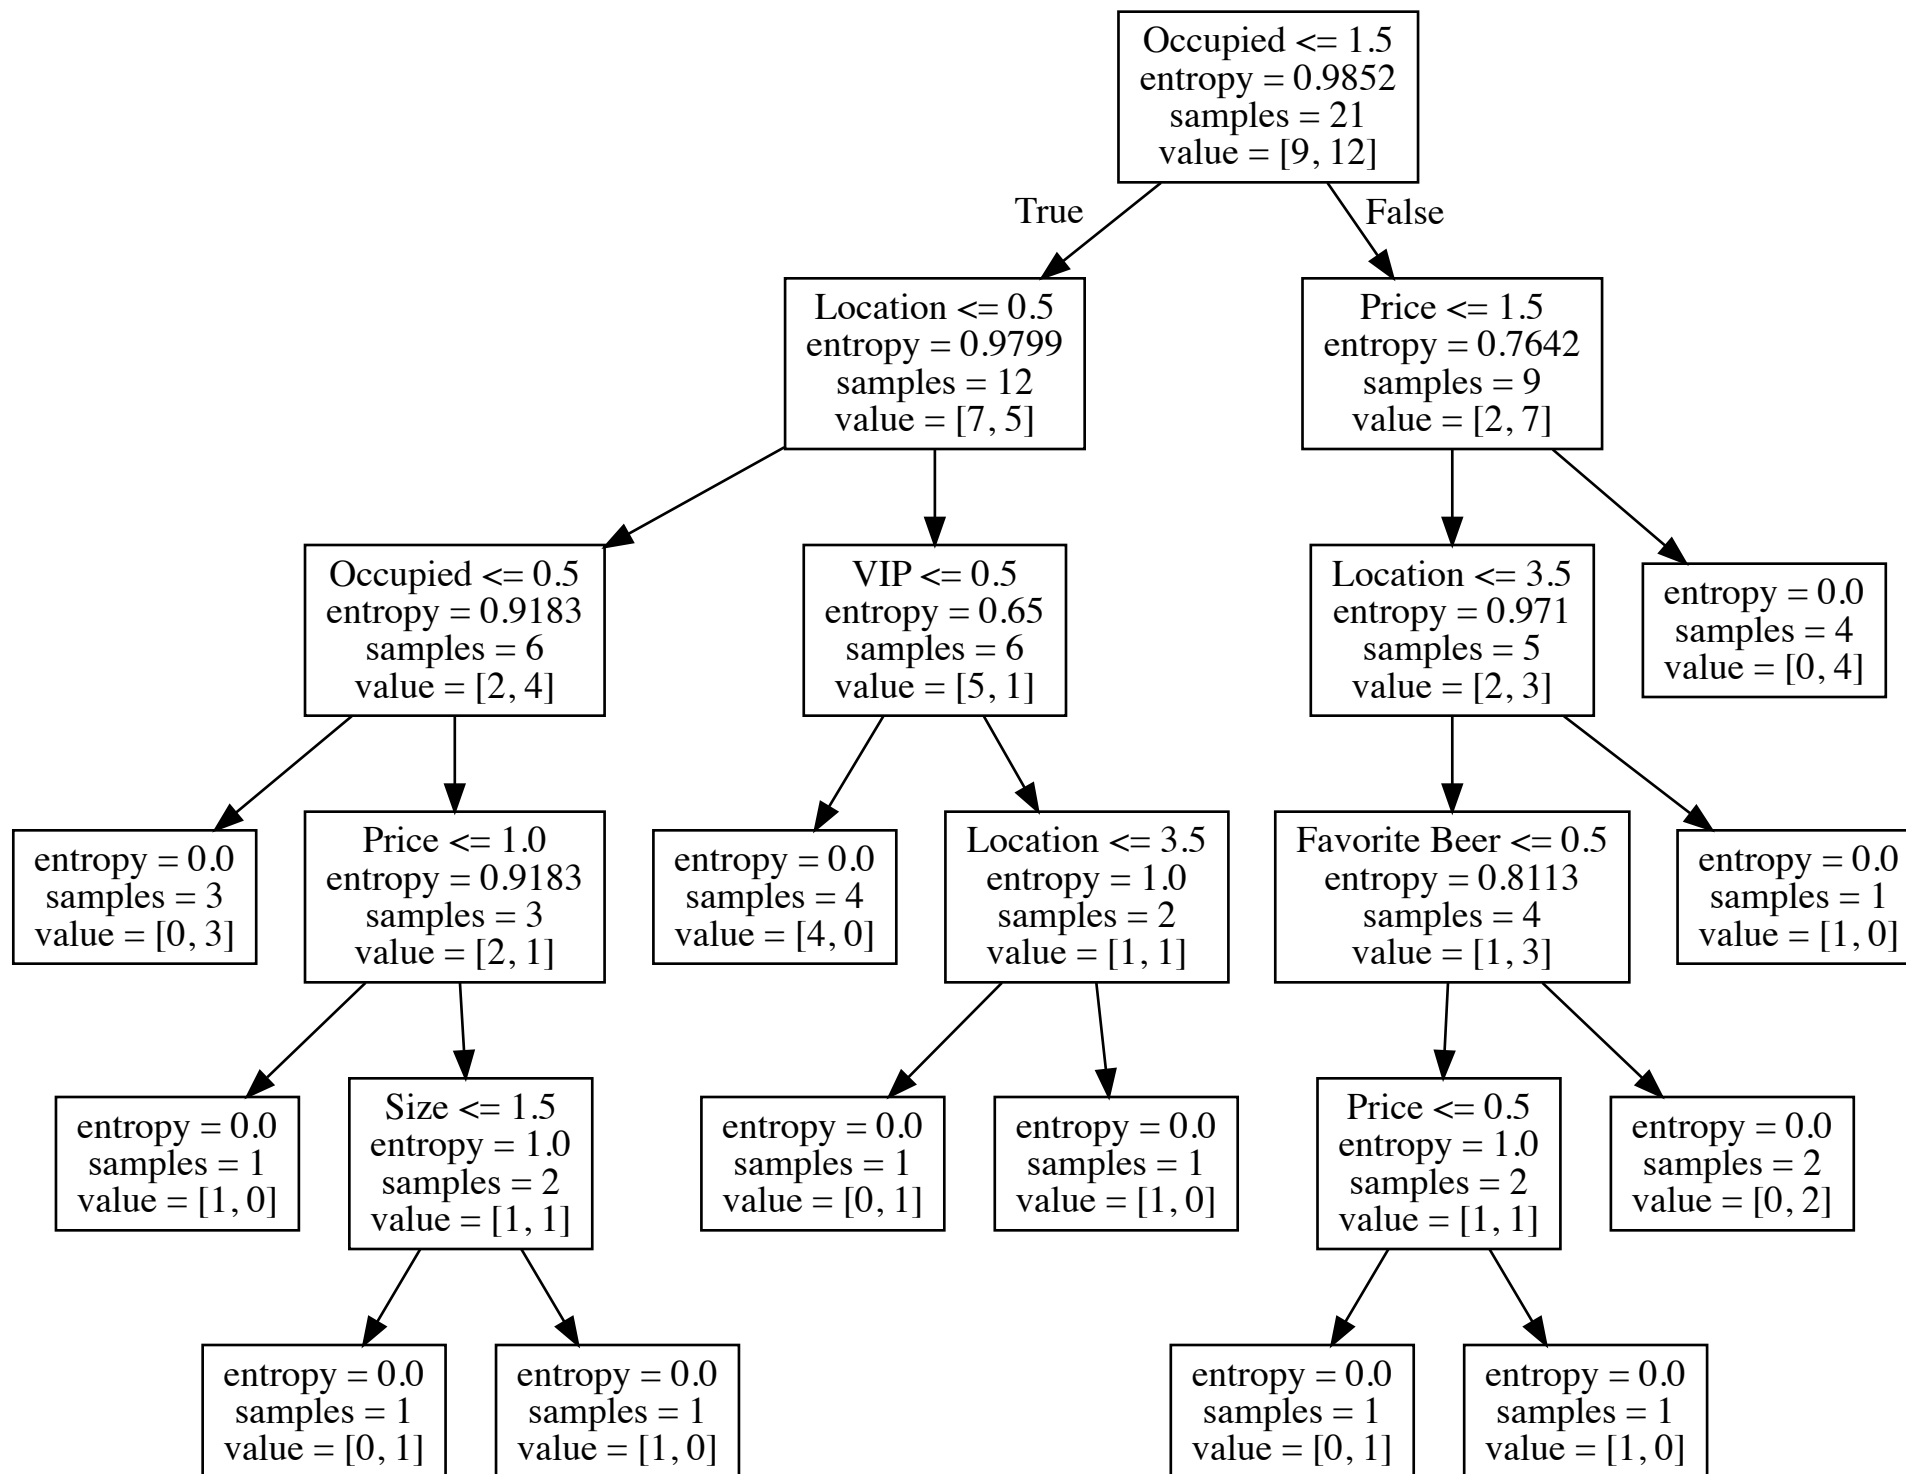 Occupied <= 1.5
entropy = 0.9852
samples = 21
value = [9, 12]
True
False
Location <= 0.5
entropy = 0.9799
samples = 12
value = [7, 5]
Price <= 1.5
entropy = 0.7642
samples = 9
value = [2, 7]
Occupied <= 0.5
entropy = 0.9183
samples = 6
value = [2, 4]
VIP <= 0.5
entropy = 0.65
samples = 6
value = [5, 1]
Location <= 3.5
entropy = 0.971
samples = 5
value = [2, 3]
entropy = 0.0
samples = 4
value = [0, 4]
entropy = 0.0
samples = 3
value = [0, 3]
Price <= 1.0
entropy = 0.9183
samples = 3
value = [2, 1]
entropy = 0.0
samples = 4
value = [4, 0]
Location <= 3.5
entropy = 1.0
samples = 2
value = [1, 1]
Favorite Beer <= 0.5
entropy = 0.8113
samples = 4
value = [1, 3]
entropy = 0.0
samples = 1
value = [1, 0]
entropy = 0.0
samples = 1
value = [1, 0]
Size <= 1.5
entropy = 1.0
samples = 2
value = [1, 1]
entropy = 0.0
samples = 1
value = [0, 1]
entropy = 0.0
samples = 1
value = [1, 0]
Price <= 0.5
entropy = 1.0
samples = 2
value = [1, 1]
entropy = 0.0
samples = 2
value = [0, 2]
entropy = 0.0
samples = 1
value = [0, 1]
entropy = 0.0
samples = 1
value = [1, 0]
entropy = 0.0
samples = 1
value = [0, 1]
entropy = 0.0
samples = 1
value = [1, 0]